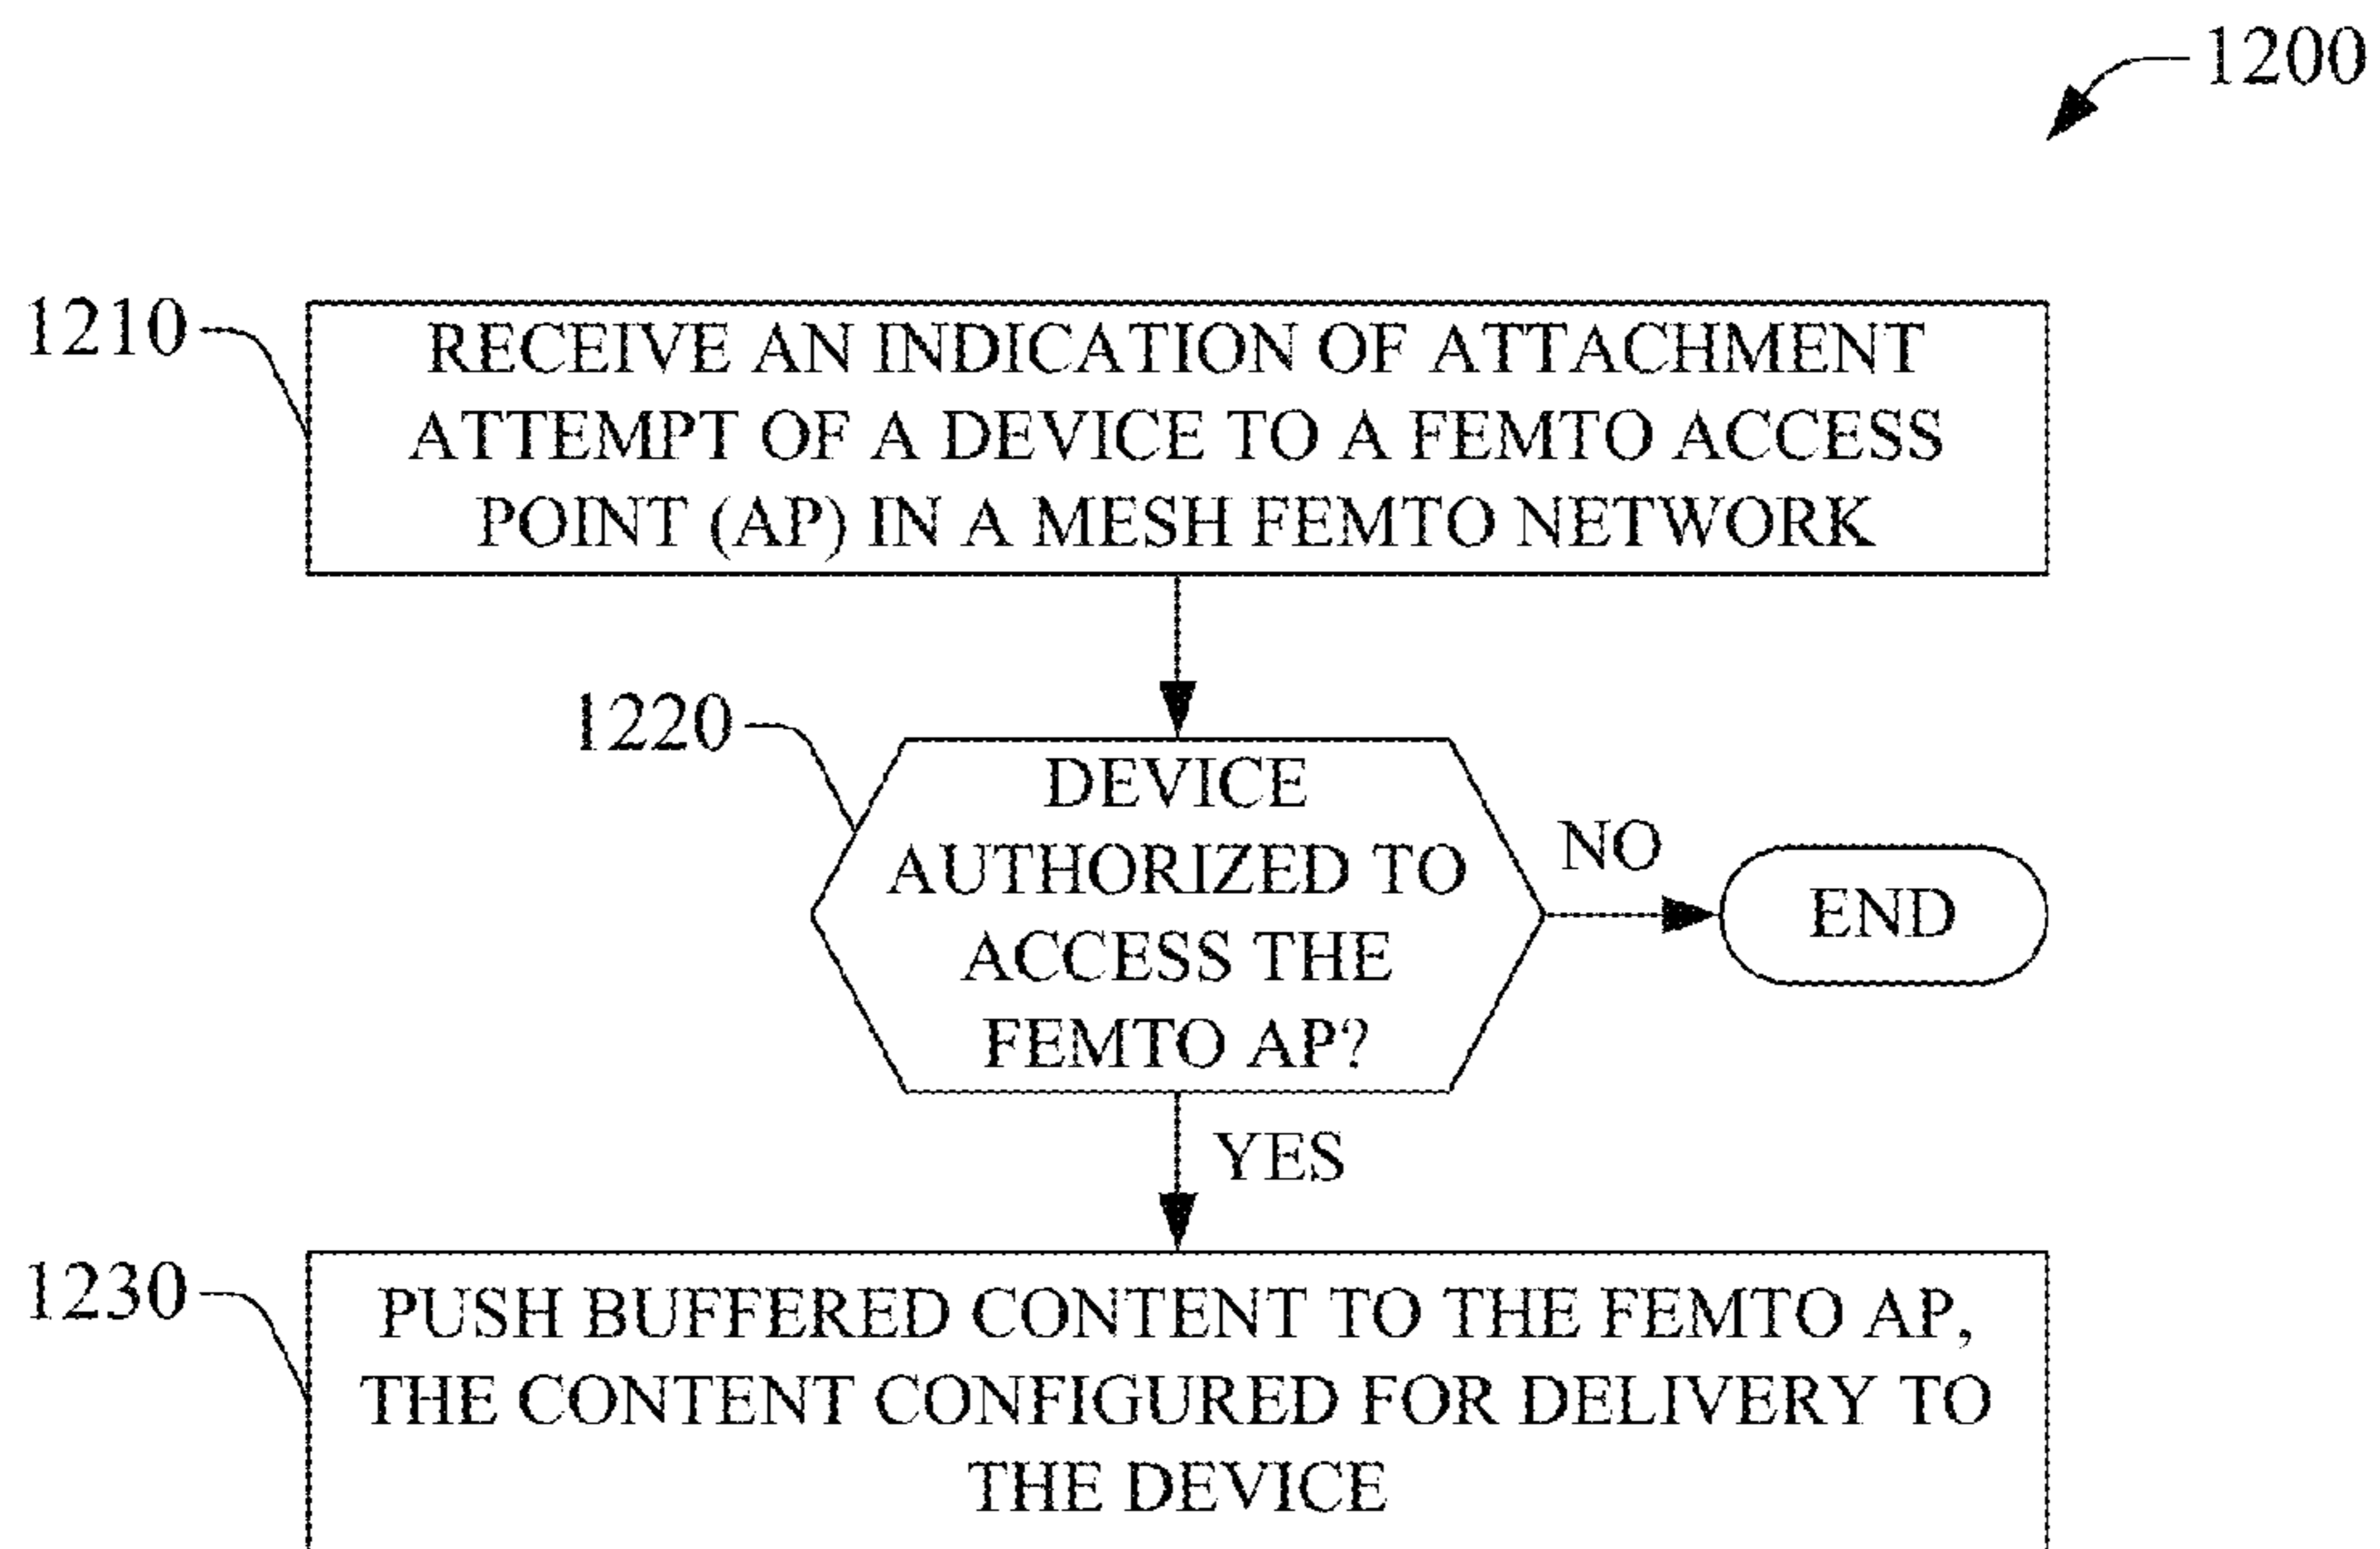 1200
1210
RECEIVE AN INDICATION OF ATTACHMENT
ATTEMPT OF A DEVICE TO A FEMTO ACCESS
POINT (AP) IN A MESH FEMTO NETWORK
1220
DEVICE
AUTHORIZED TO
ACCESS THE
FEMTO AP?
NO
END
YES
1230
PUSH BUFFERED CONTENT TO THE FEMTO AP,
THE CONTENT CONFIGURED FOR DELIVERY TO
THE DEVICE